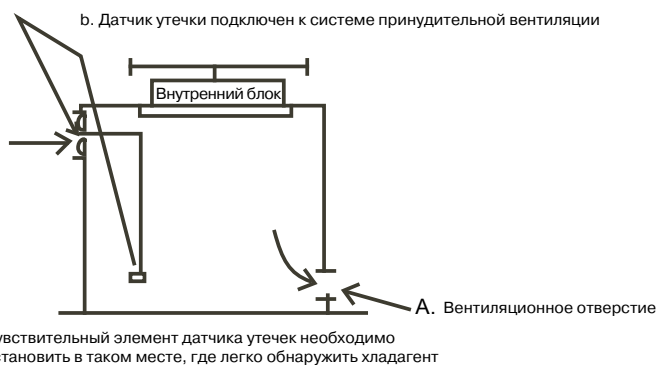 b. Датчик утечки подключен к системе принудительной вентиляции
Внутренний блок
A. Вентиляционное отверстие
увствительный элемент датчика утечек необходимо
тановить в таком месте, где легко обнаружить хладагент